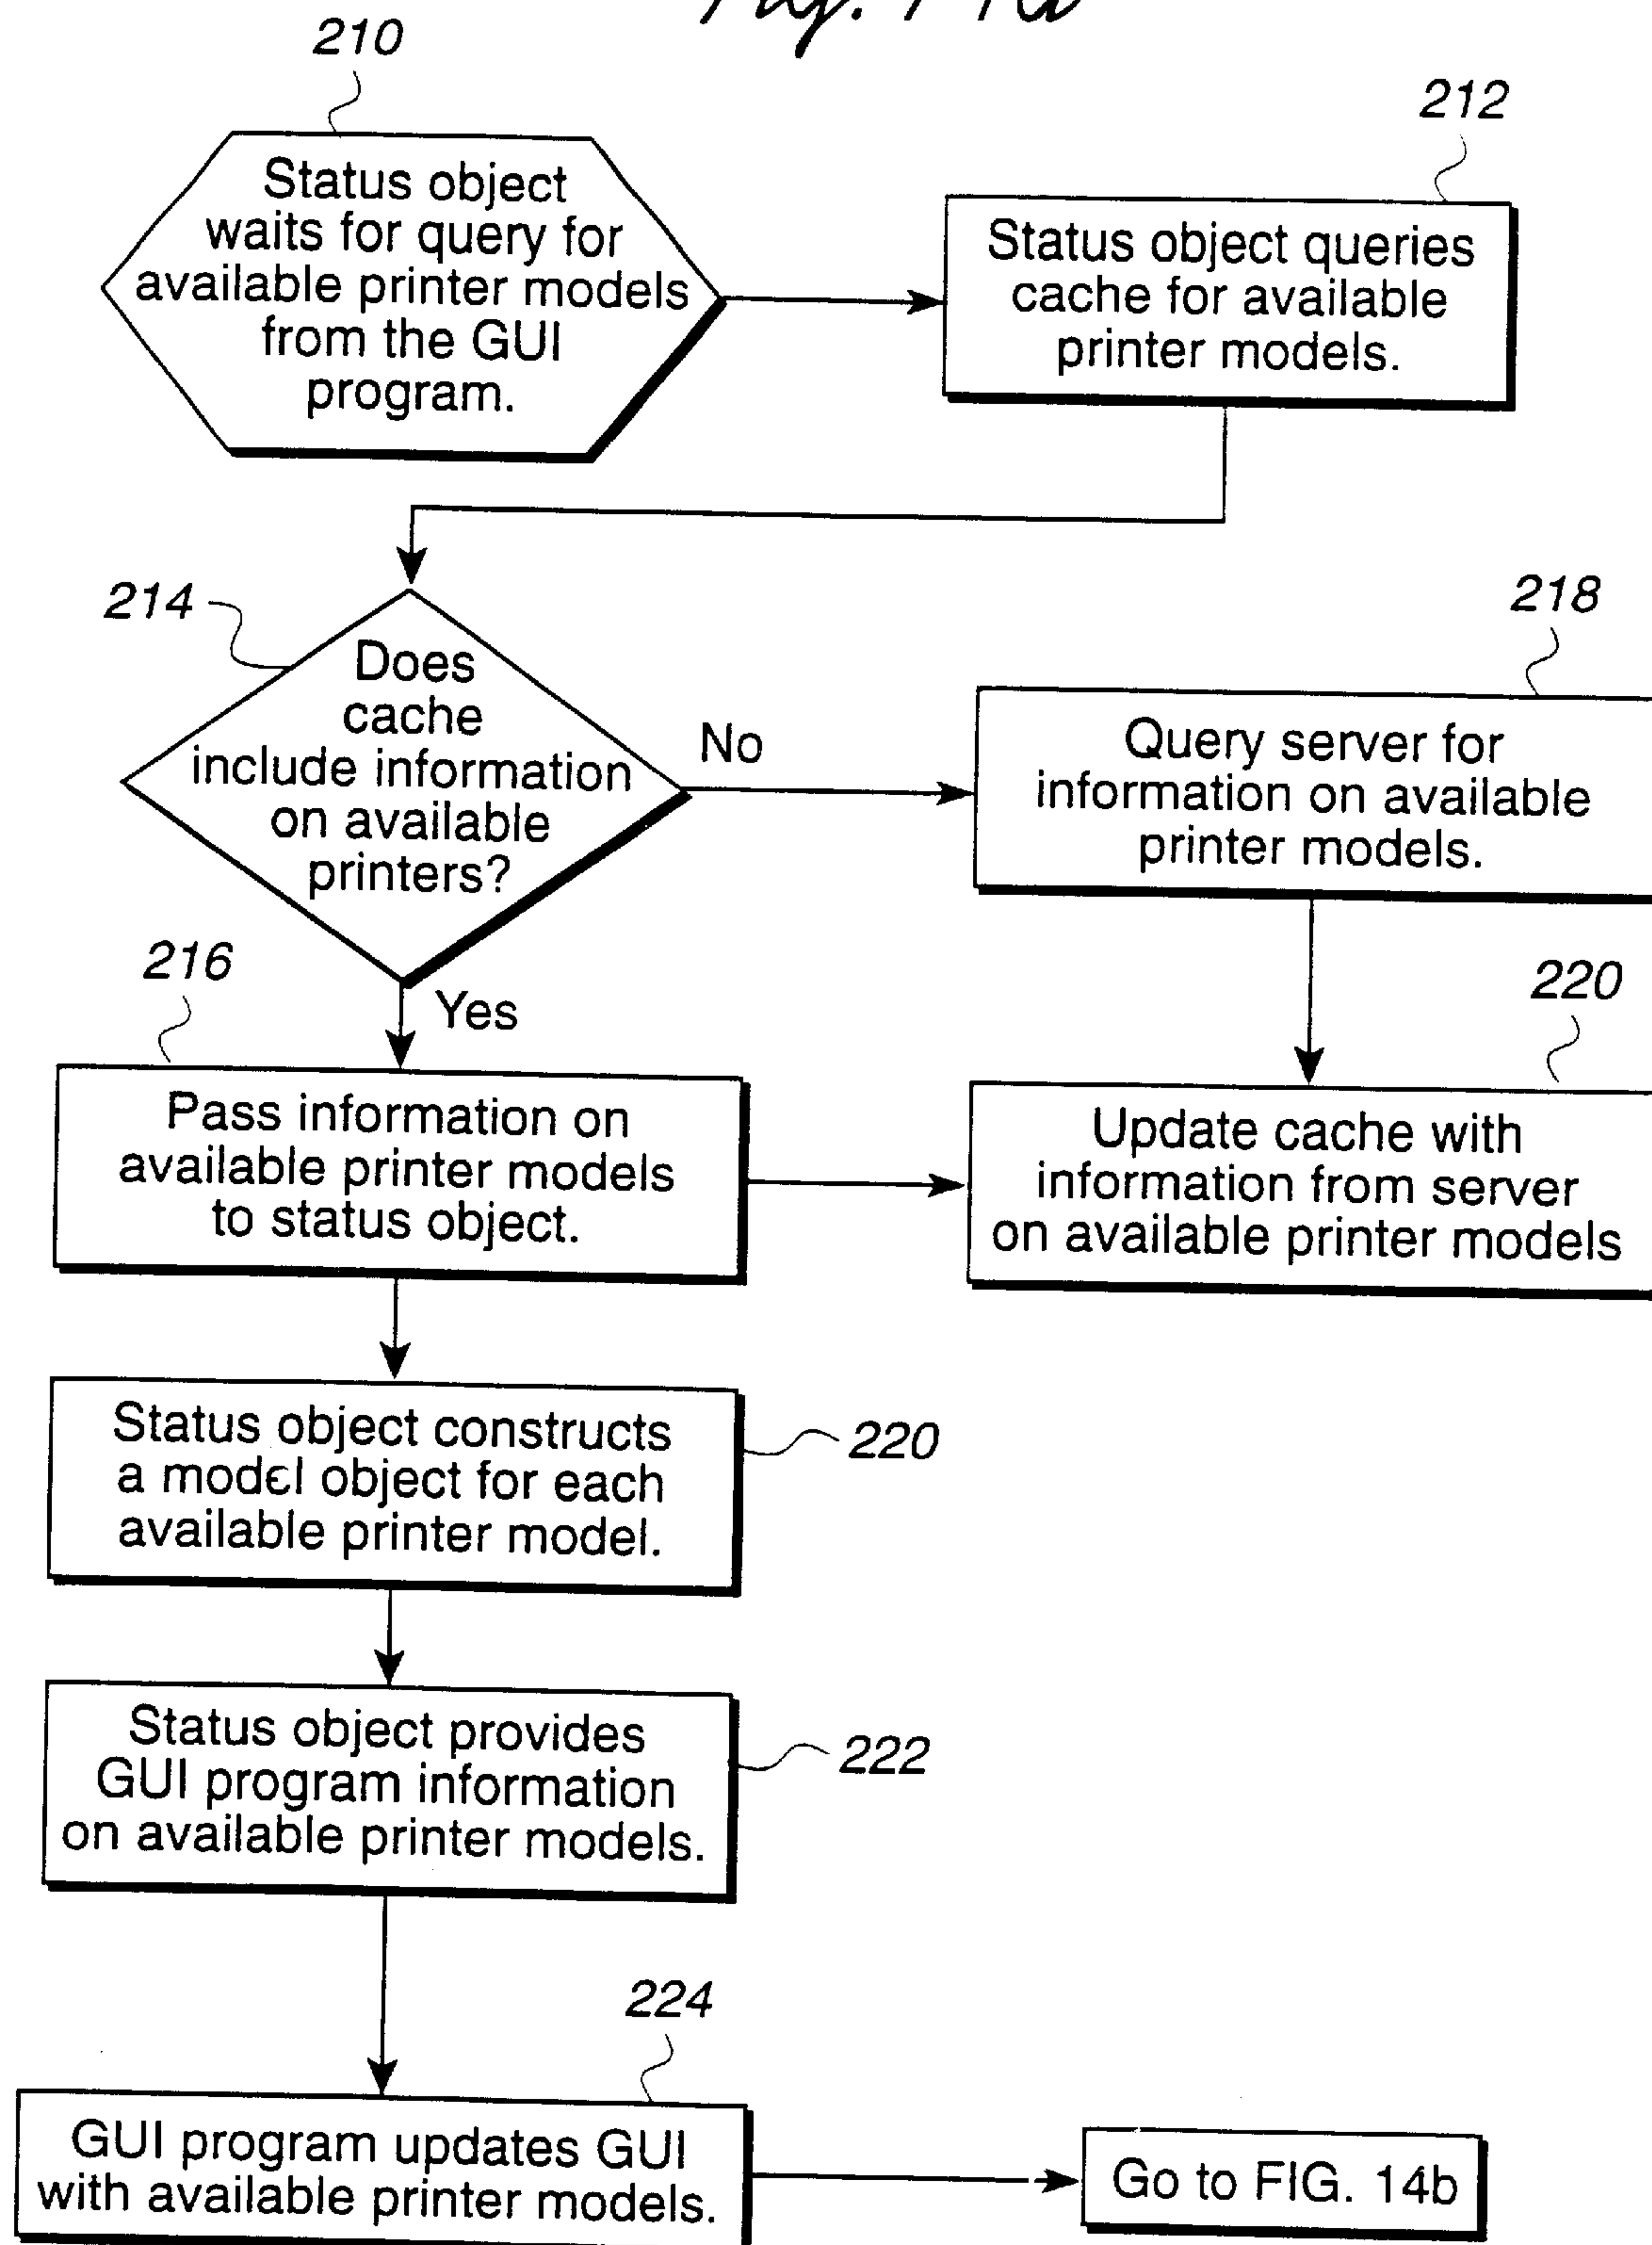 Fig. 14a
210
Status object
waits for query for
available printer models
from the GUI
program.
212
Status object queries
cache for available
printer models.
214
Does
cache
include information
on available
printers?
No
218
Query server for
information on available
printer models.
Yes
216
Pass information on
available printer models
to status object.
220
Update cache with
information from server
on available printer models
Status object constructs
a model object for each
available printer model.
220
Status object provides
GUI program information
on available printer models.
222
224
GUI program updates GUI
with available printer models.
Go to FIG. 14b